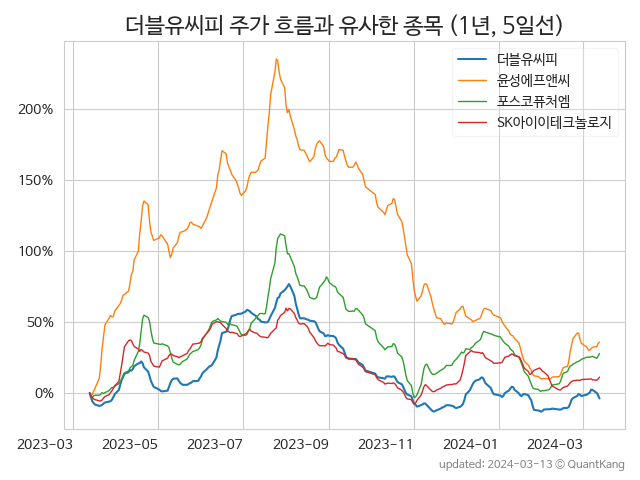 더블유씨피 주가 흐름과 유사한 종목 (1년, 5일선)
더블유씨피
윤성에프앤씨
포스코퓨처엠
SK아이이테크놀로지
200%
150%
100%
50%
0%
2023-03 2023-05 2023-07 2023-09 2023-11 2024-01 2024-03
updated: 2024-03-13 ⓒ QuantKang